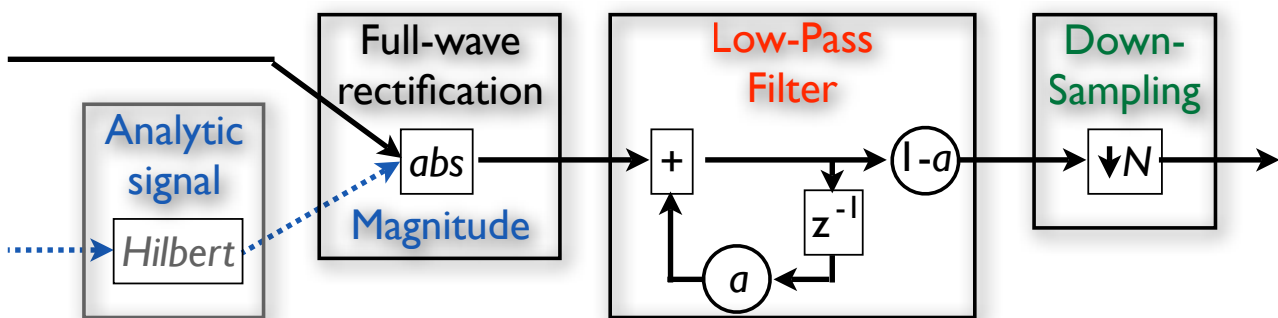 Analytic
signal
Hilbert
Full-wave
rectification
abs
Magnitude
Low-Pass
Filter
+
1-a
z⁻¹
a
Down-
Sampling
↓N